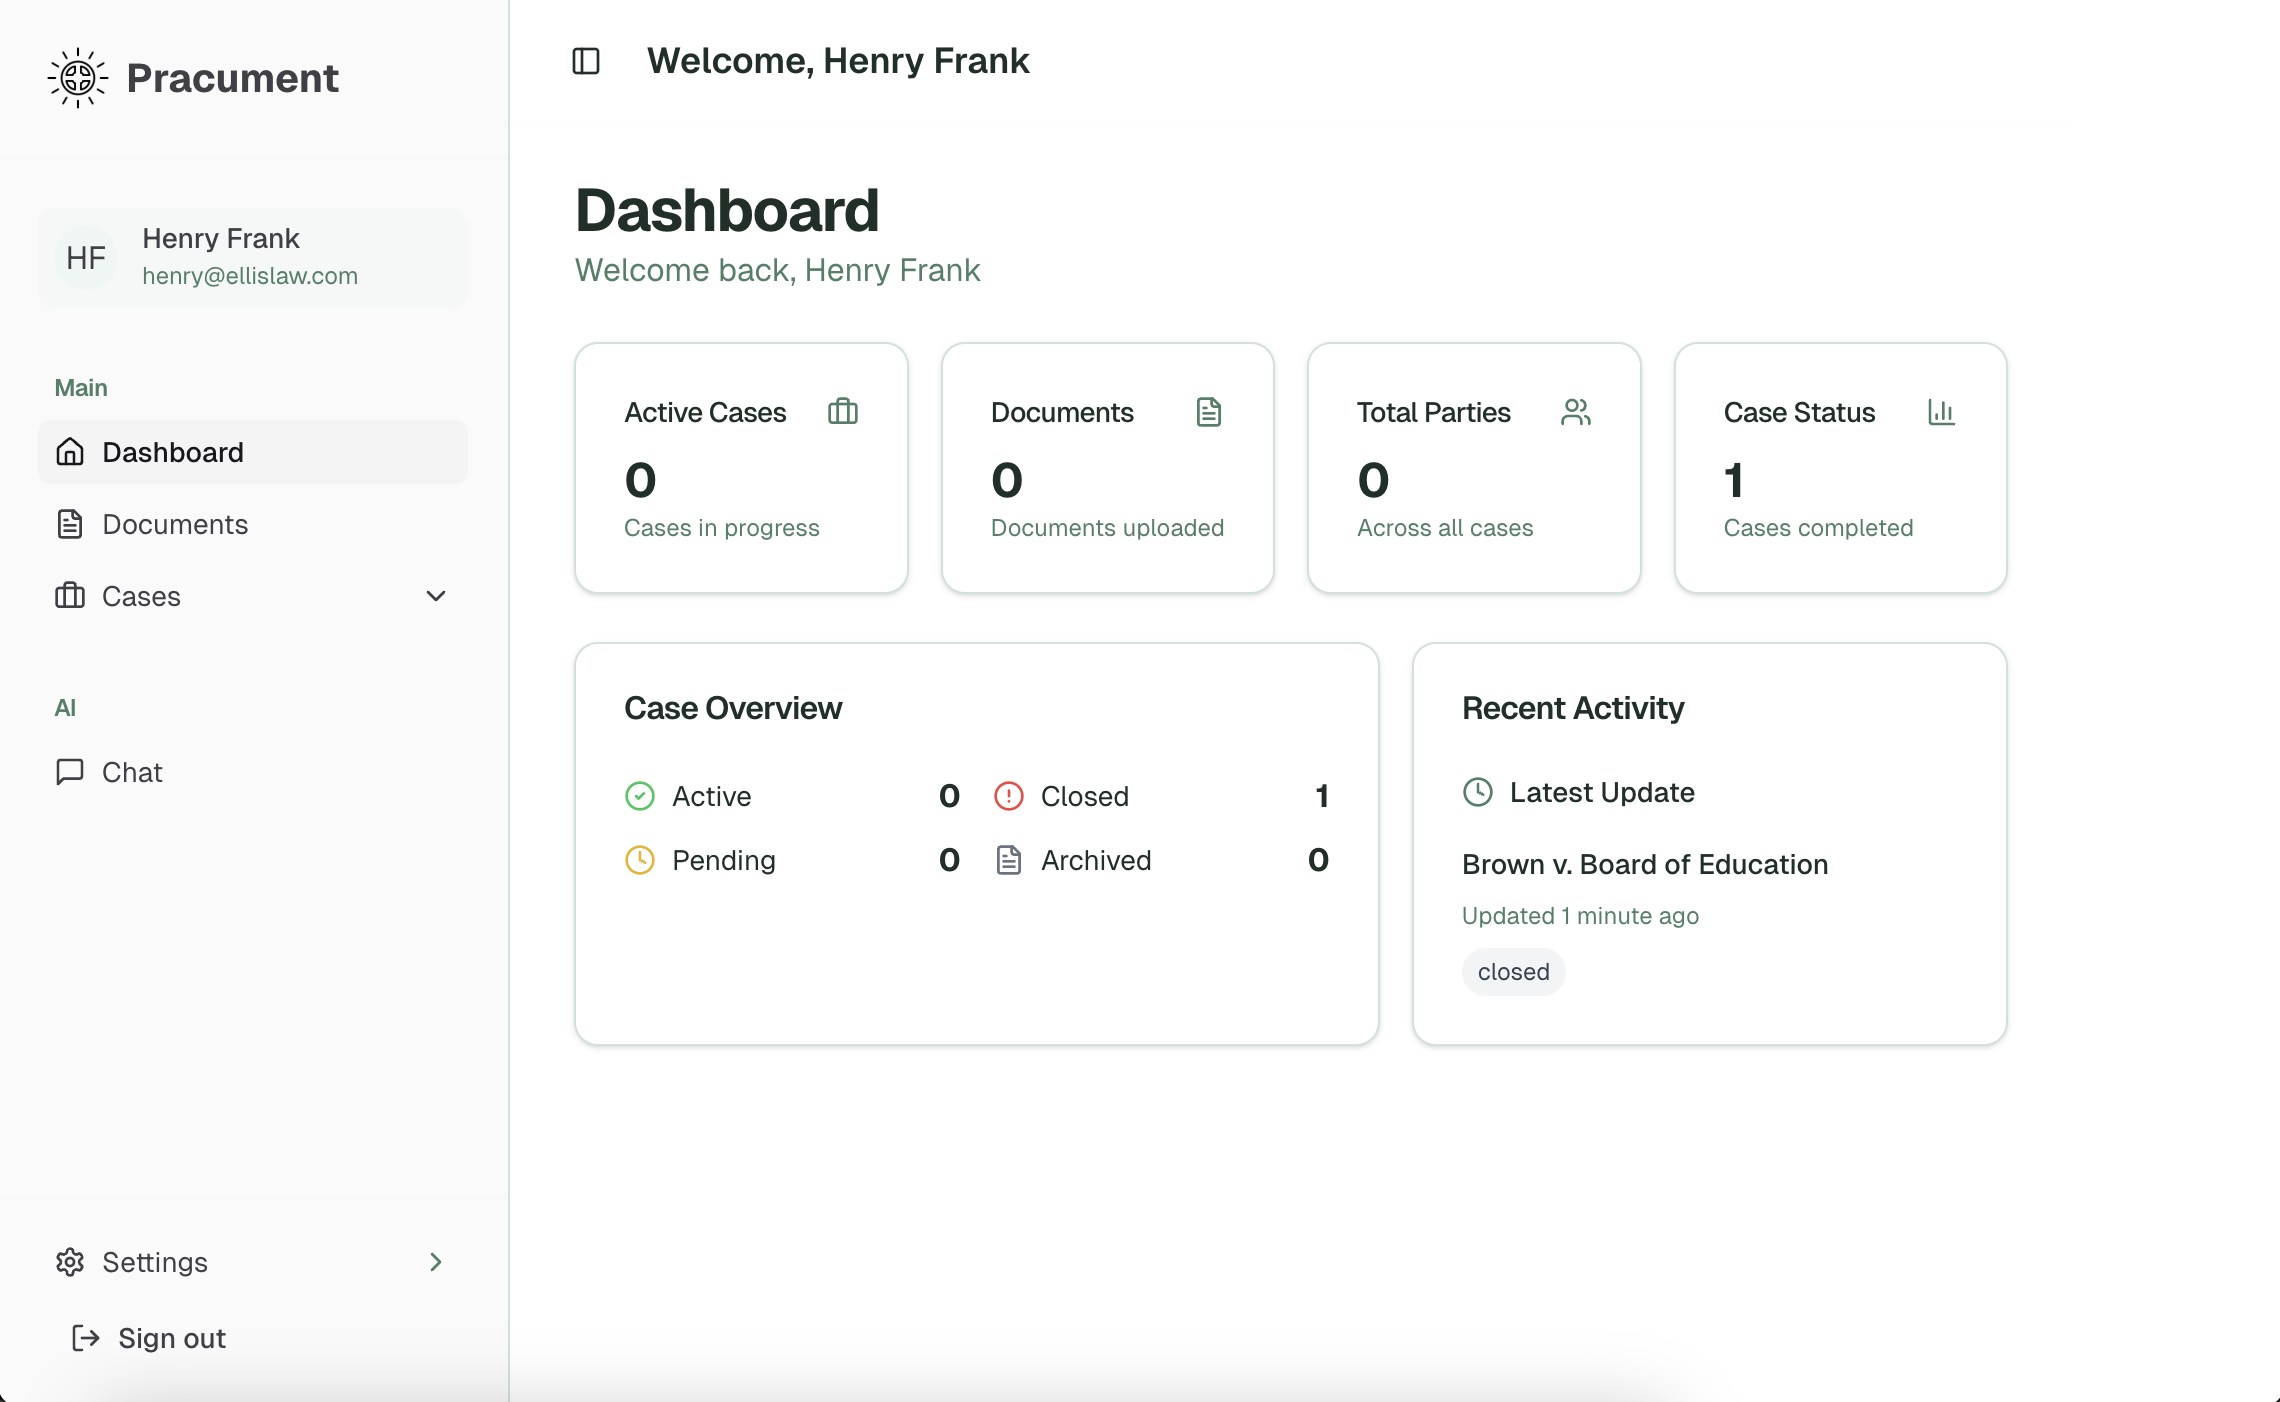 Pracument
Henry Frank
HF
henry@ellislaw.com
Main
Dashboard
Documents
Cases
AI
Chat
Settings
Sign out
Welcome, Henry Frank
Dashboard
Welcome back, Henry Frank
Active Cases
0
Cases in progress
Documents
0
Documents uploaded
Total Parties
0
Across all cases
Case Status
1
Cases completed
Case Overview
Active 0 Closed 1
Pending 0 Archived 0
Recent Activity
Latest Update
Brown v. Board of Education
Updated 1 minute ago
closed